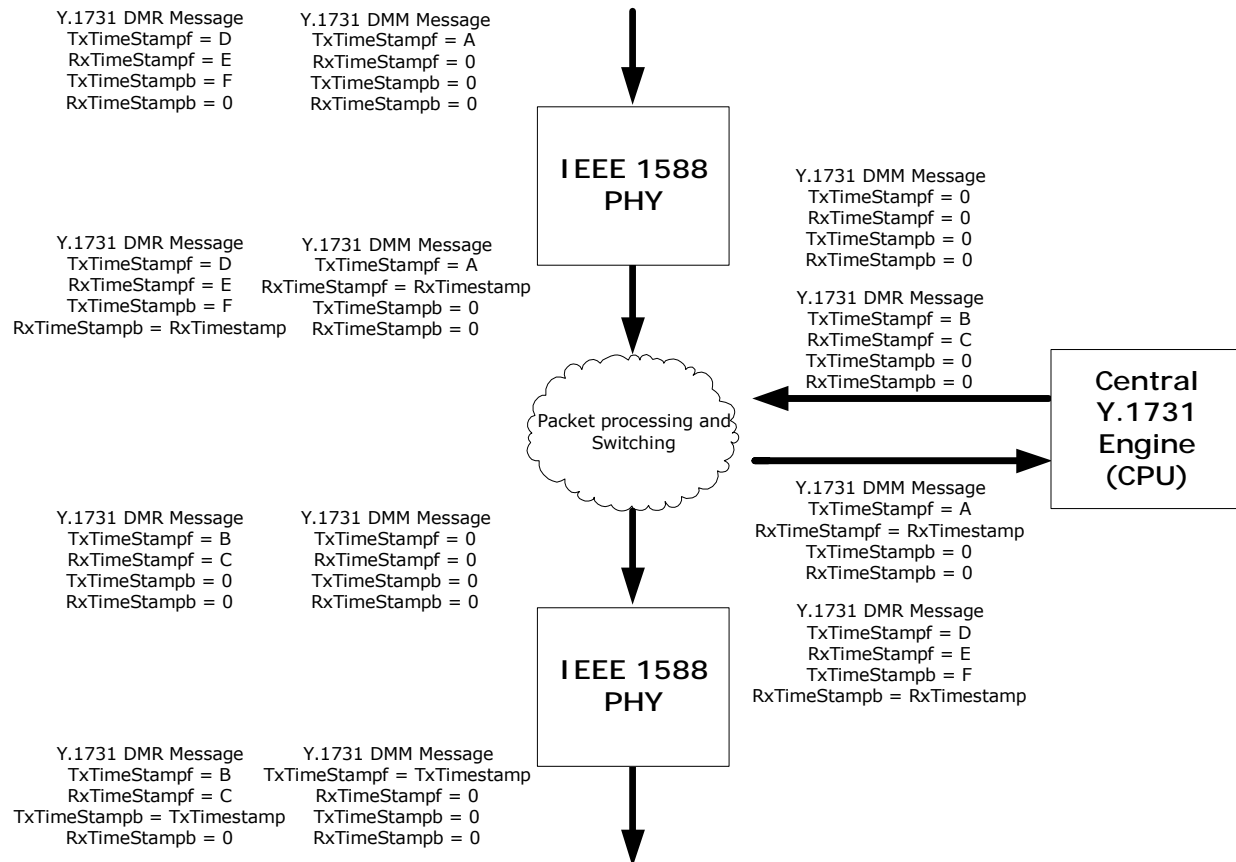 Y.1731 DMR Message
TxTimeStampf = D
RxTimeStampf = E
TxTimeStampb = F
RxTimeStampb = 0
Y.1731 DMM Message
TxTimeStampf = A
RxTimeStampf = 0
TxTimeStampb = 0
RxTimeStampb = 0
IEEE 1588
PHY
Y.1731 DMR Message
TxTimeStampf = D
RxTimeStampf = E
TxTimeStampb = F
RxTimeStampb = RxTimestamp
Y.1731 DMM Message
TxTimeStampf = A
RxTimeStampf = RxTimestamp
TxTimeStampb = 0
RxTimeStampb = 0
Y.1731 DMM Message
TxTimeStampf = 0
RxTimeStampf = 0
TxTimeStampb = 0
RxTimeStampb = 0
Y.1731 DMR Message
TxTimeStampf = B
RxTimeStampf = C
TxTimeStampb = 0
RxTimeStampb = 0
Packet processing and
Switching
Central
Y.1731
Engine
(CPU)
Y.1731 DMM Message
TxTimeStampf = A
RxTimeStampf = RxTimestamp
TxTimeStampb = 0
RxTimeStampb = 0
Y.1731 DMR Message
TxTimeStampf = D
RxTimeStampf = E
TxTimeStampb = F
RxTimeStampb = RxTimestamp
Y.1731 DMR Message
TxTimeStampf = B
RxTimeStampf = C
TxTimeStampb = 0
RxTimeStampb = 0
Y.1731 DMM Message
TxTimeStampf = 0
RxTimeStampf = 0
TxTimeStampb = 0
RxTimeStampb = 0
IEEE 1588
PHY
Y.1731 DMR Message
TxTimeStampf = B
RxTimeStampf = C
TxTimeStampb = TxTimestamp
RxTimeStampb = 0
Y.1731 DMM Message
TxTimeStampf = TxTimestamp
RxTimeStampf = 0
TxTimeStampb = 0
RxTimeStampb = 0